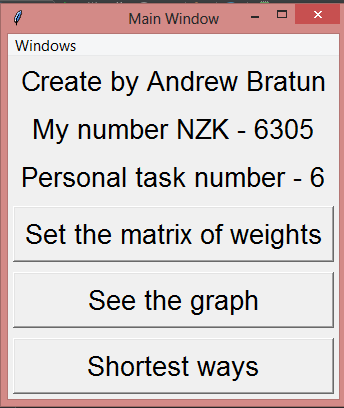 Main Window
Windows
Create by Andrew Bratun
My number NZK - 6305
Personal task number - 6
Set the matrix of weights
See the graph
Shortest ways